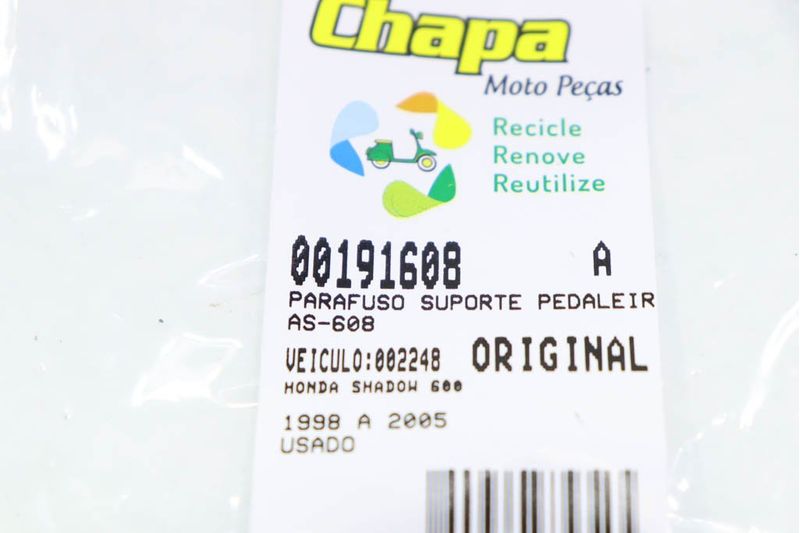 Chapa
Moto Peças
Recicle
Renove
Reutilize
00191608 A
PARAFUSO SUPORTE PEDALEIR
AS-608
VEICULO:002248 ORIGINAL
HONDA SHADOW 600
1998 A 2005
USADO